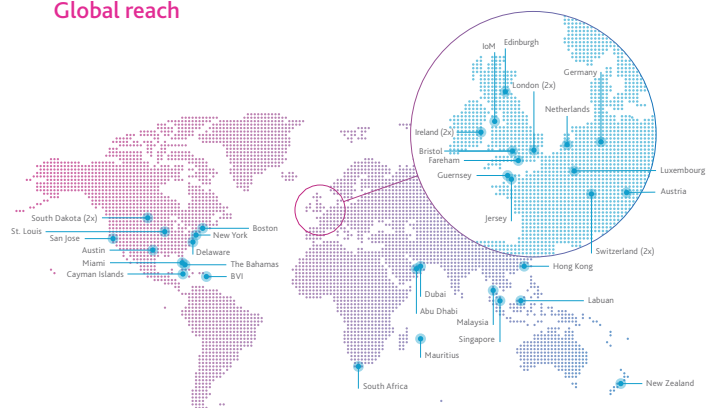 Global reach
IoM
Edinburgh
London (2x)
Germany
Netherlands
Ireland (2x)
Bristol
Fareham
Guernsey
Jersey
Luxembourg
Austria
Switzerland (2x)
South Dakota (2x)
St. Louis
San Jose
Austin
Miami
Cayman Islands
Boston
New York
Delaware
The Bahamas
BVI
Hong Kong
Dubai
Abu Dhabi
Labuan
Malaysia
Singapore
Mauritius
South Africa
New Zealand